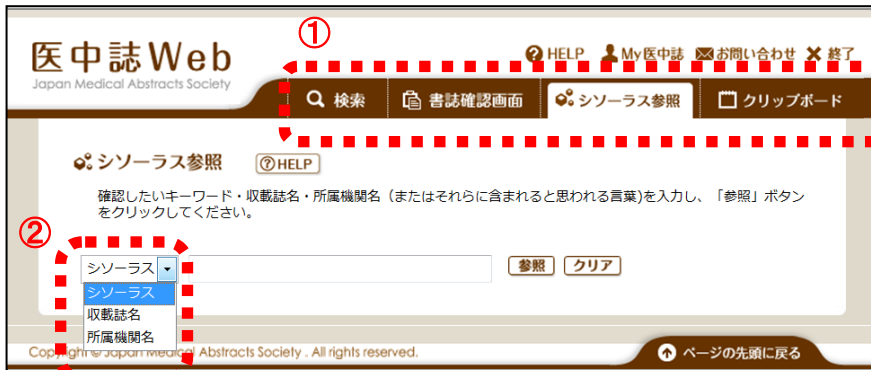 ①
医中誌Web
Japan Medical Abstracts Society
HELP My医中誌 お問い合わせ 終了
検索 書誌確認画面 シソーラス参照 クリップボード
シソーラス参照 HELP
確認したいキーワード・収載誌名・所属機関名（またはそれらに含まれると思われる言葉)を入力し、「参照」ボタン
をクリックしてください。
②
シソーラス 参照 クリア
シソーラス
収載誌名
所属機関名
Copyright © Japan Medical Abstracts Society . All rights reserved.
ページの先頭に戻る